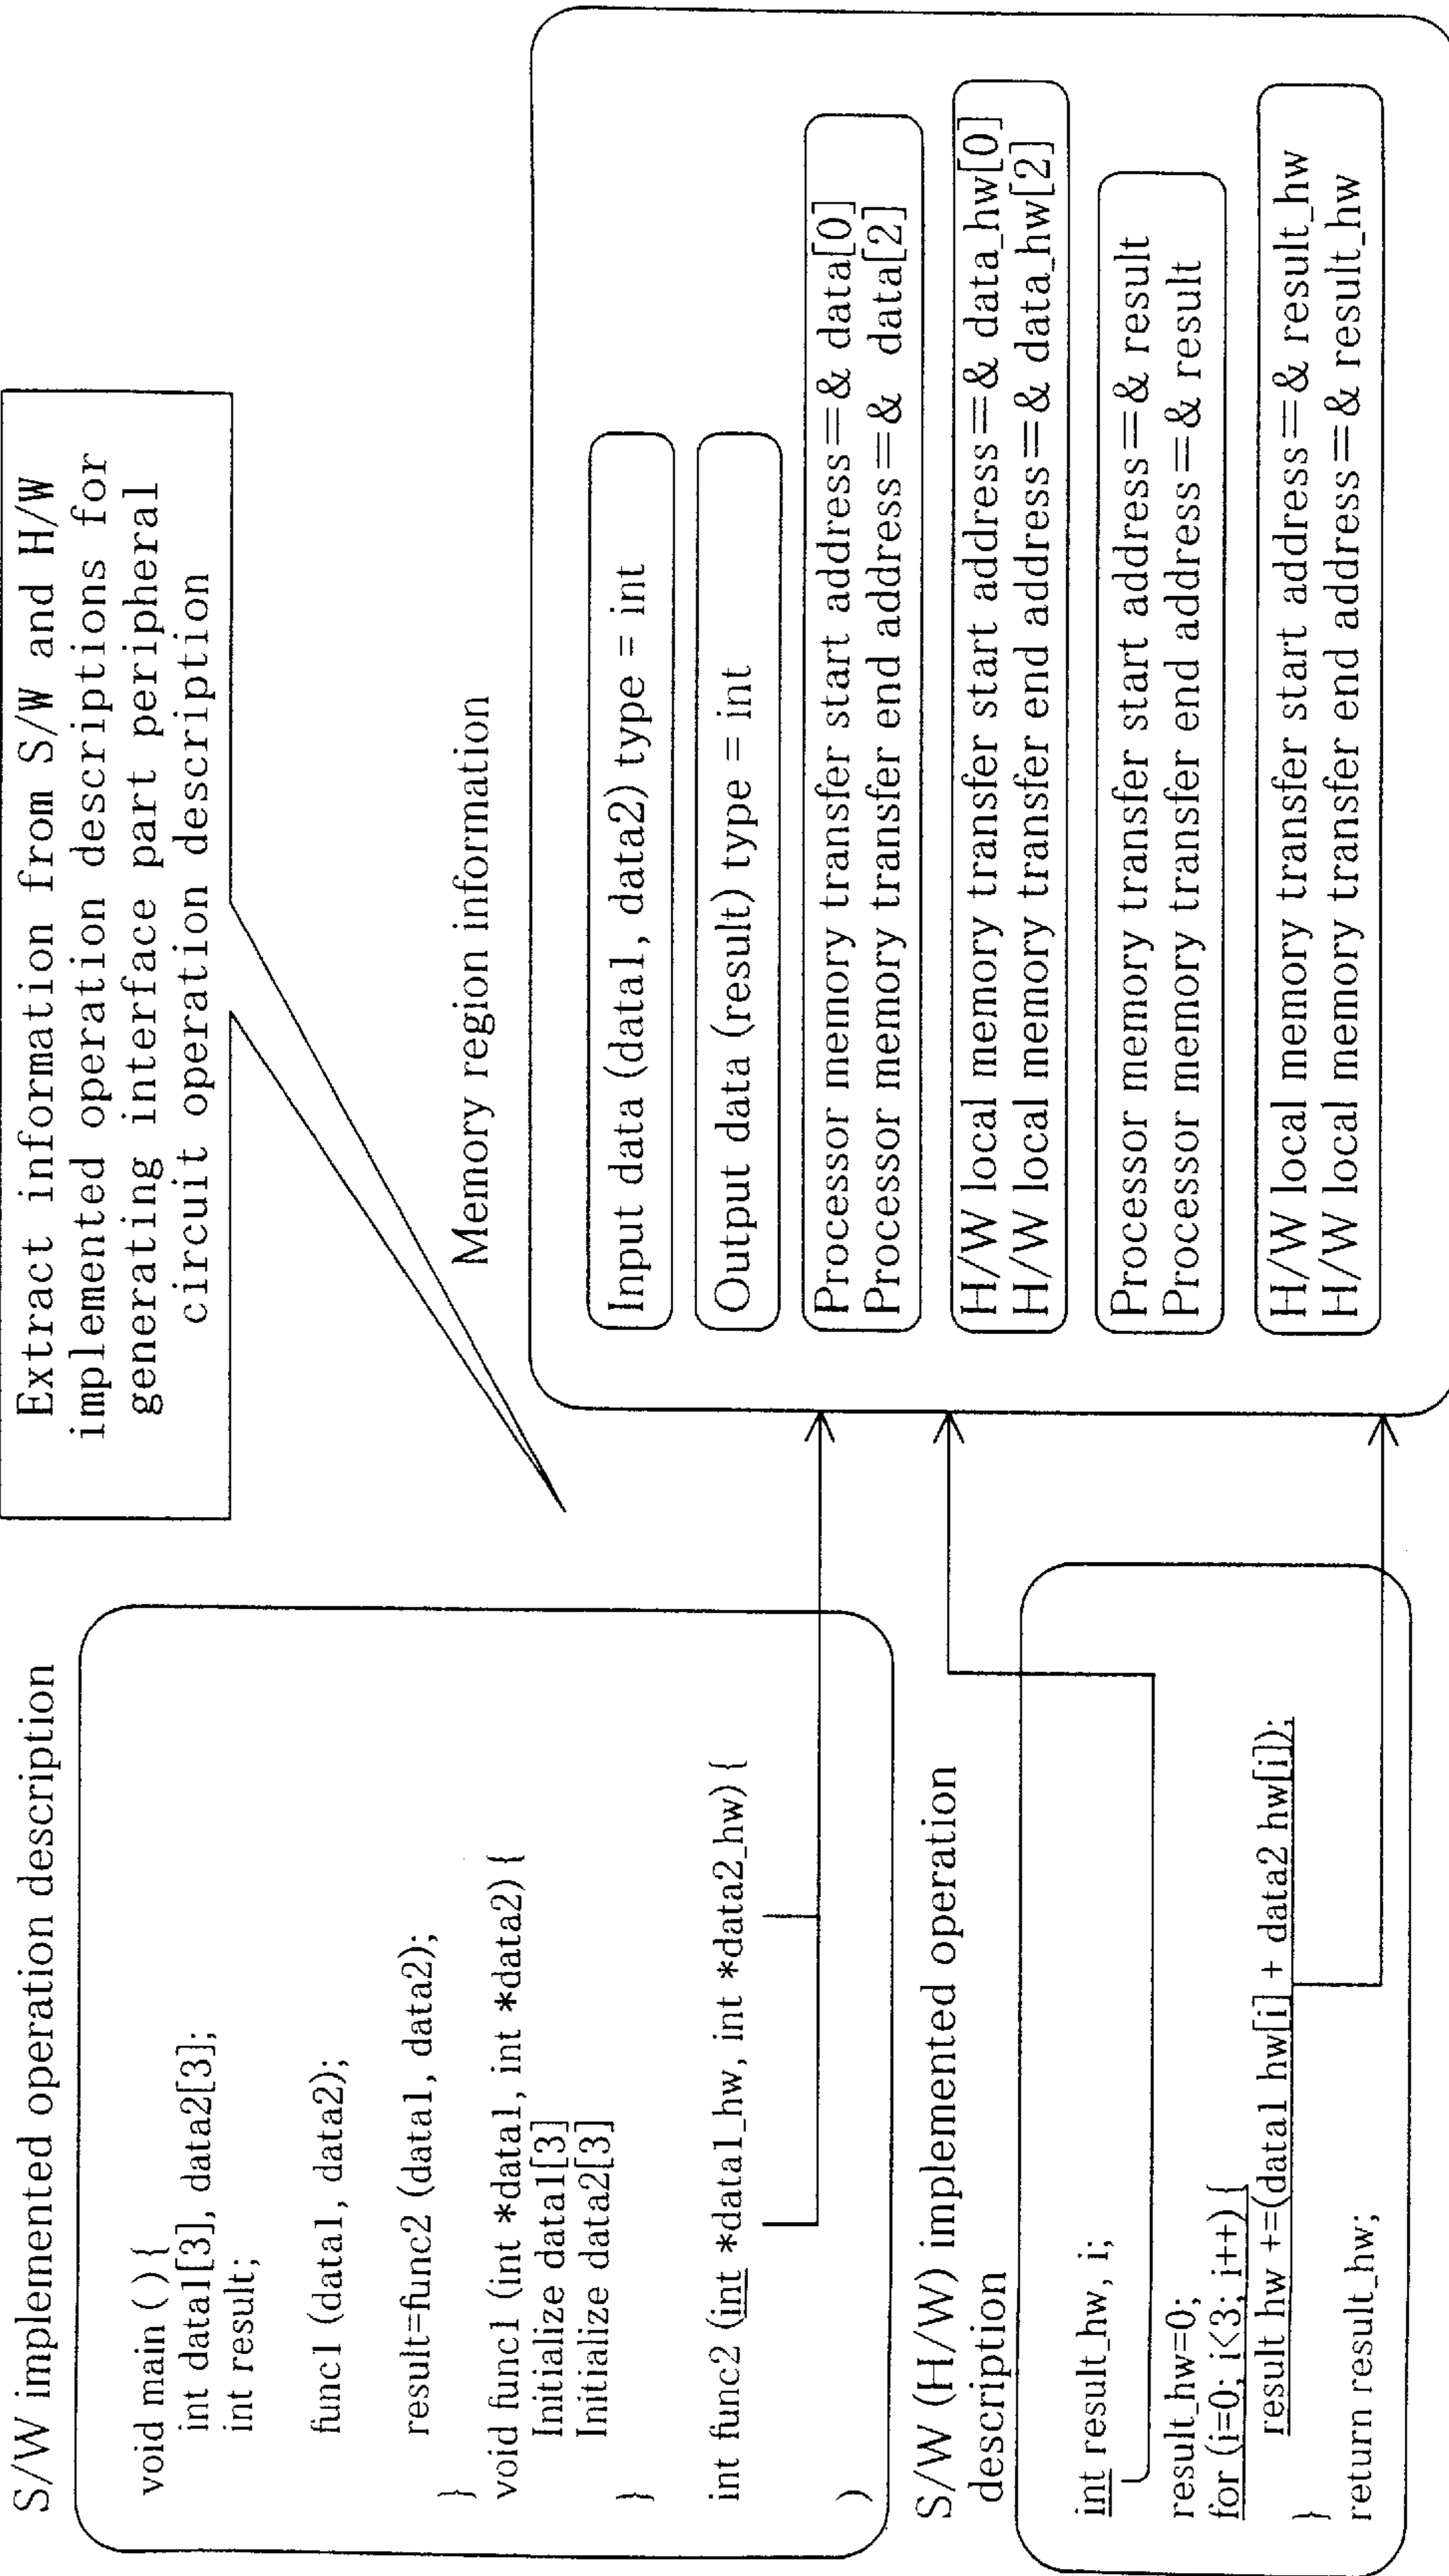 Extract information from S/W and H/W
implemented operation descriptions for
generating interface part peripheral
circuit operation description
S/W implemented operation description
void main ( ) {
int data1[3], data2[3];
int result;
func1 (data1, data2);
result=func2 (data1, data2);
}
void func1 (int *data1, int *data2) {
Initialize data1[3]
Initialize data2[3]
}
int func2 (int *data1_hw, int *data2_hw) {
)
S/W (H/W) implemented operation
description
int result_hw, i;
result_hw=0;
for (i=0; i<3; i++) {
result hw +=(data1 hw[i] + data2 hw[i]);
}
return result_hw;
Memory region information
Input data (data1, data2) type = int
Output data (result) type = int
Processor memory transfer start address=& data[0]
Processor memory transfer end address=& data[2]
H/W local memory transfer start address=& data_hw[0]
H/W local memory transfer end address=& data_hw[2]
Processor memory transfer start address=& result
Processor memory transfer end address=& result
H/W local memory transfer start address=& result_hw
H/W local memory transfer end address=& result_hw